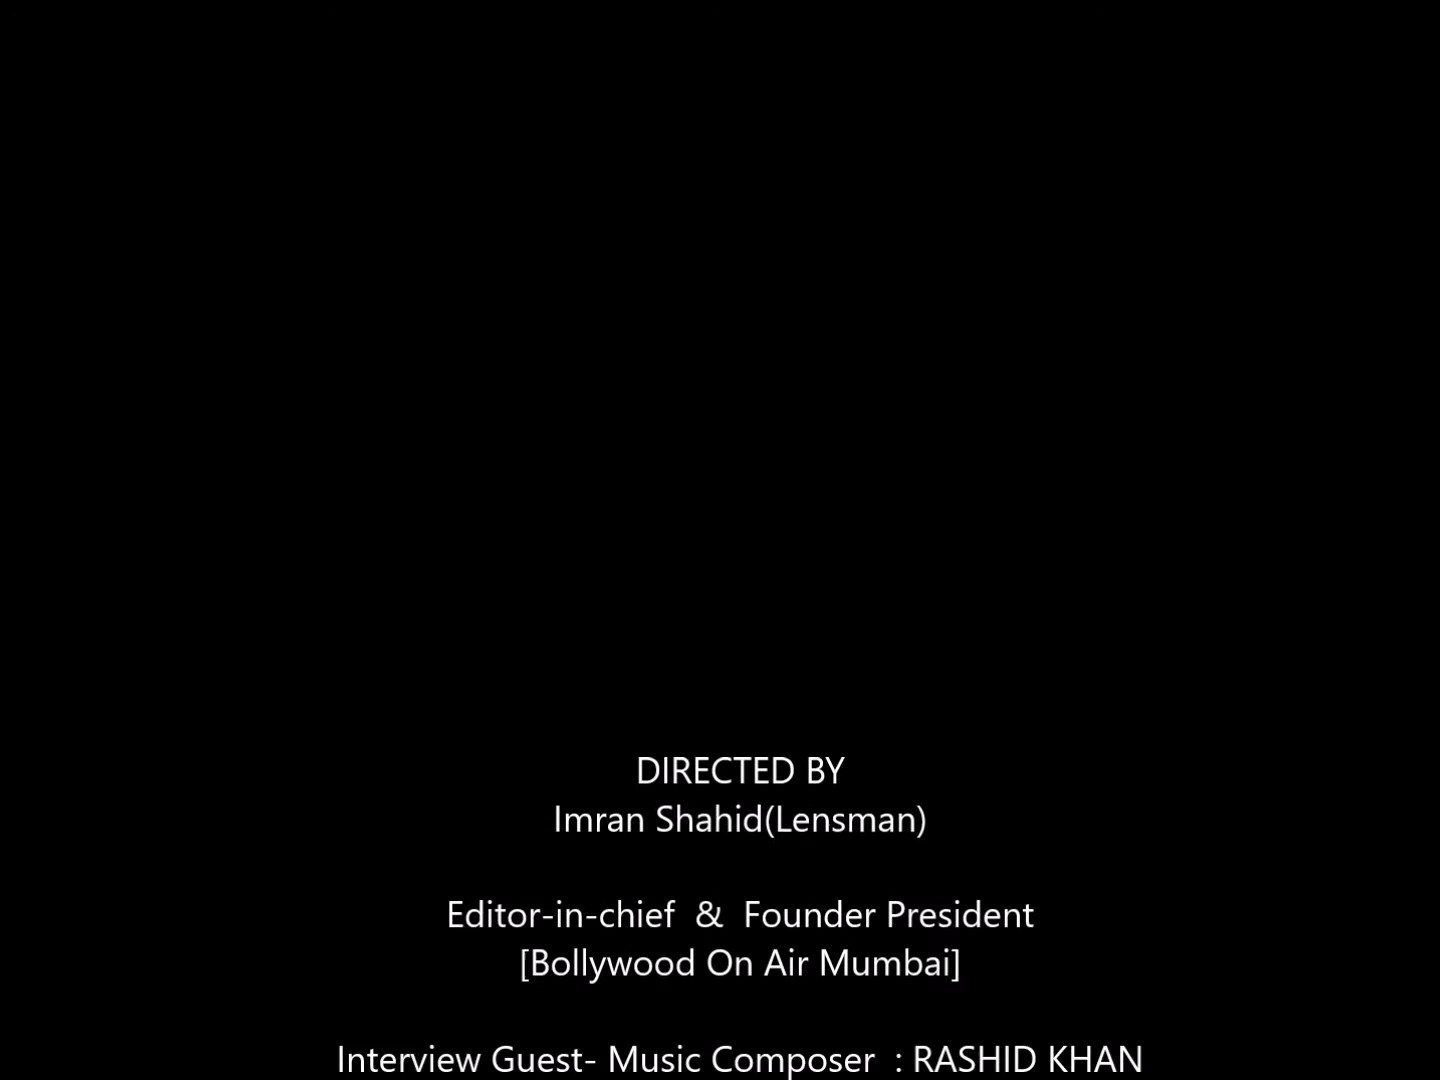 DIRECTED BY
Imran Shahid(Lensman)
Editor-in-chief & Founder President
[Bollywood On Air Mumbai]
Interview Guest- Music Composer : RASHID KHAN